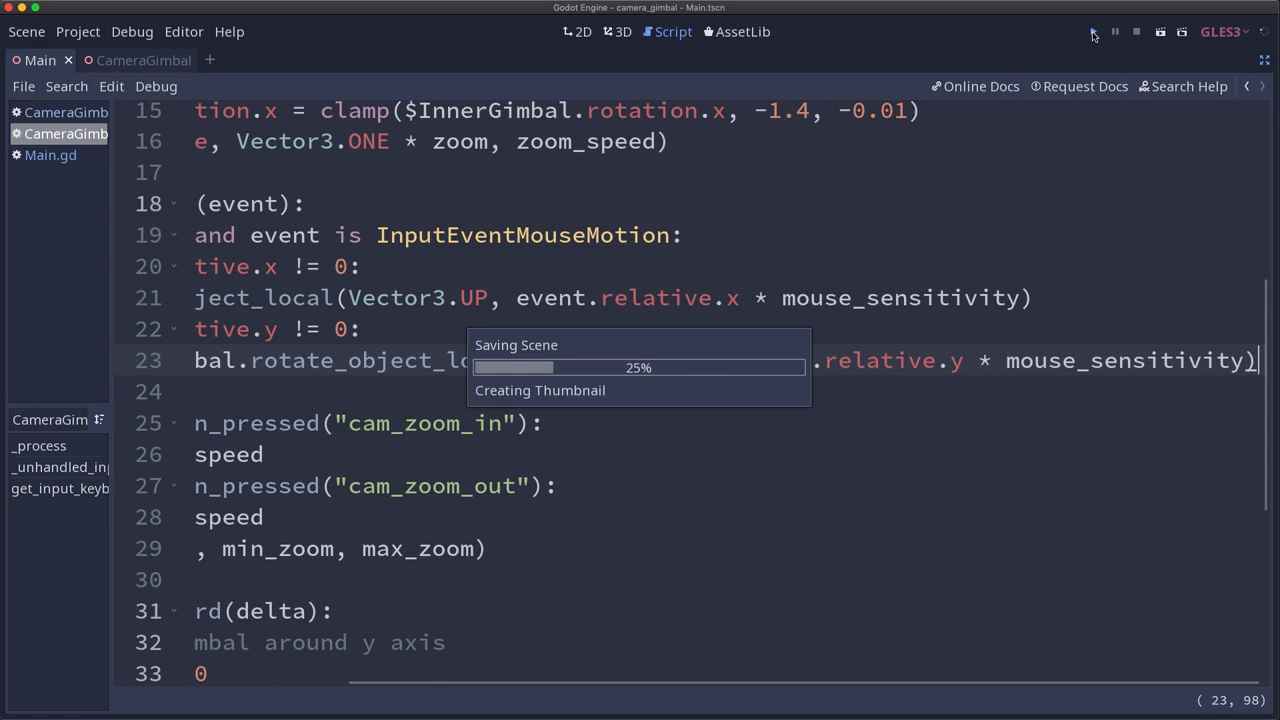 Godot Engine - camera_gimbal - Main.tscn
Scene Project Debug Editor Help
2D 3D Script AssetLib
GLES3
Main CameraGimbal
File Search Edit Debug
Online Docs Request Docs Search Help
CameraGimb
CameraGimb
Main.gd
CameraGim
_process
_unhandled_inp
get_input_keyb
15 tion.x = clamp($InnerGimbal.rotation.x, -1.4, -0.01)
16 e, Vector3.ONE * zoom, zoom_speed)
17
18 (event):
19 and event is InputEventMouseMotion:
20 tive.x != 0:
21 ject_local(Vector3.UP, event.relative.x * mouse_sensitivity)
22 tive.y != 0:
23 bal.rotate_object_lo .relative.y * mouse_sensitivity)
24
25 n_pressed("cam_zoom_in"):
26 speed
27 n_pressed("cam_zoom_out"):
28 speed
29 , min_zoom, max_zoom)
30
31 rd(delta):
32 mbal around y axis
33 0
Saving Scene
25%
Creating Thumbnail
( 23, 98)